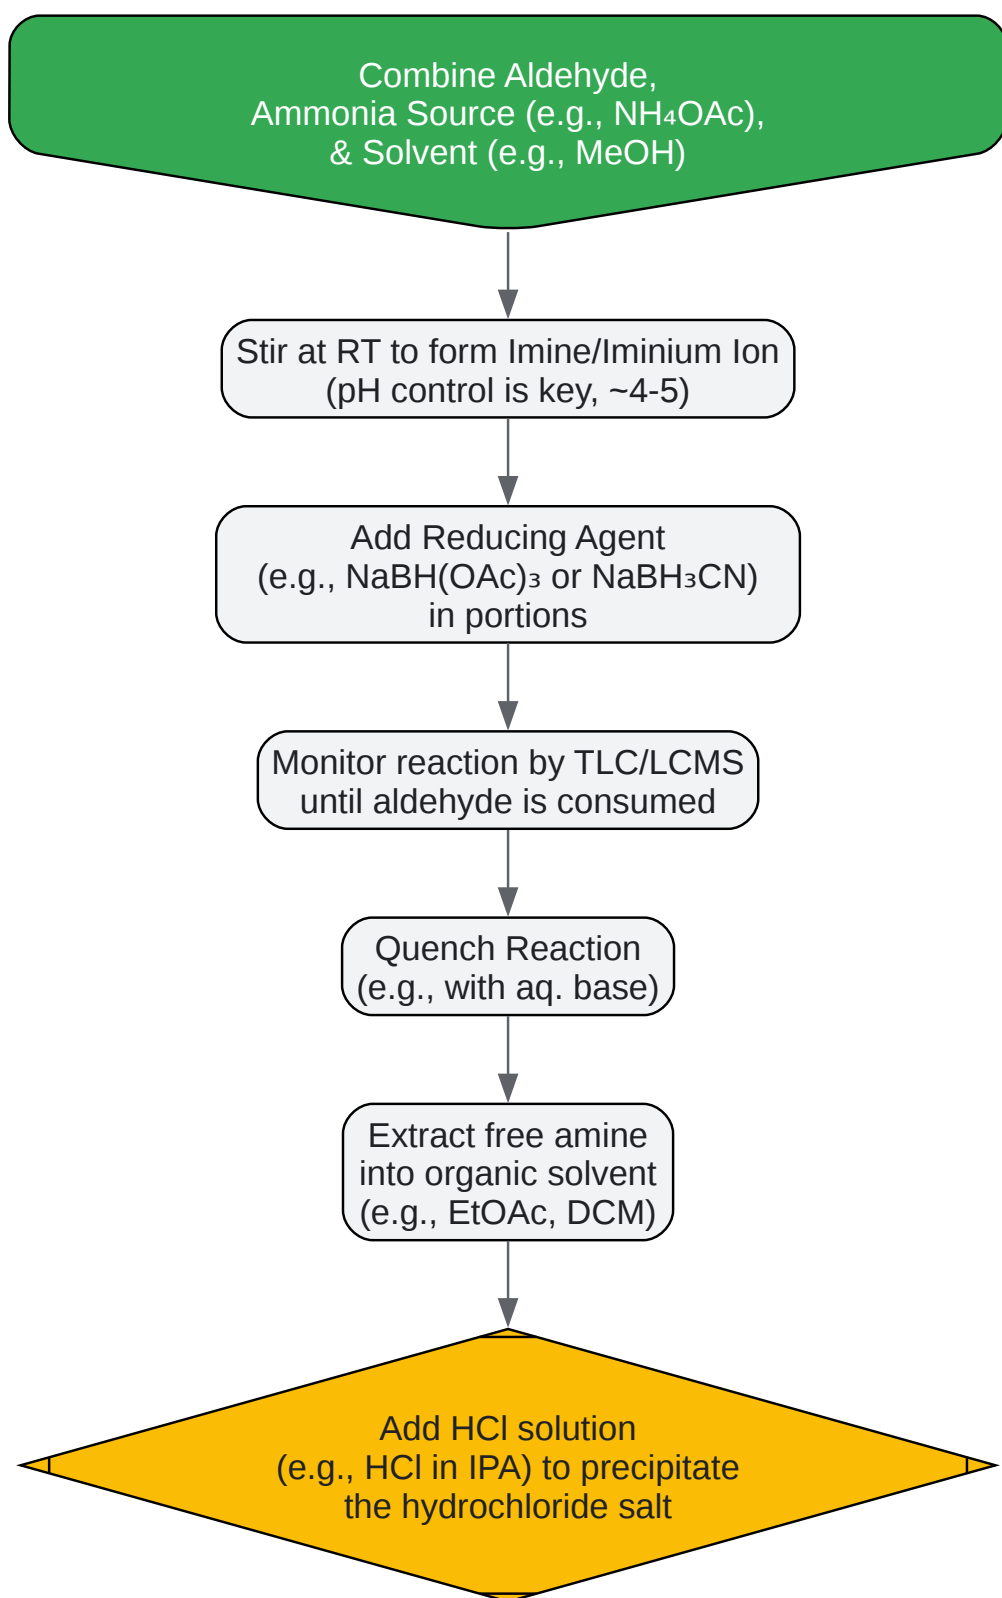 Combine Aldehyde,
Ammonia Source (e.g., NH₄OAc),
& Solvent (e.g., MeOH)
Stir at RT to form Imine/Iminium Ion
(pH control is key, ~4-5)
Add Reducing Agent
(e.g., NaBH(OAc)₃ or NaBH₃CN)
in portions
Monitor reaction by TLC/LCMS
until aldehyde is consumed
Quench Reaction
(e.g., with aq. base)
Extract free amine
into organic solvent
(e.g., EtOAc, DCM)
Add HCl solution
(e.g., HCl in IPA) to precipitate
the hydrochloride salt